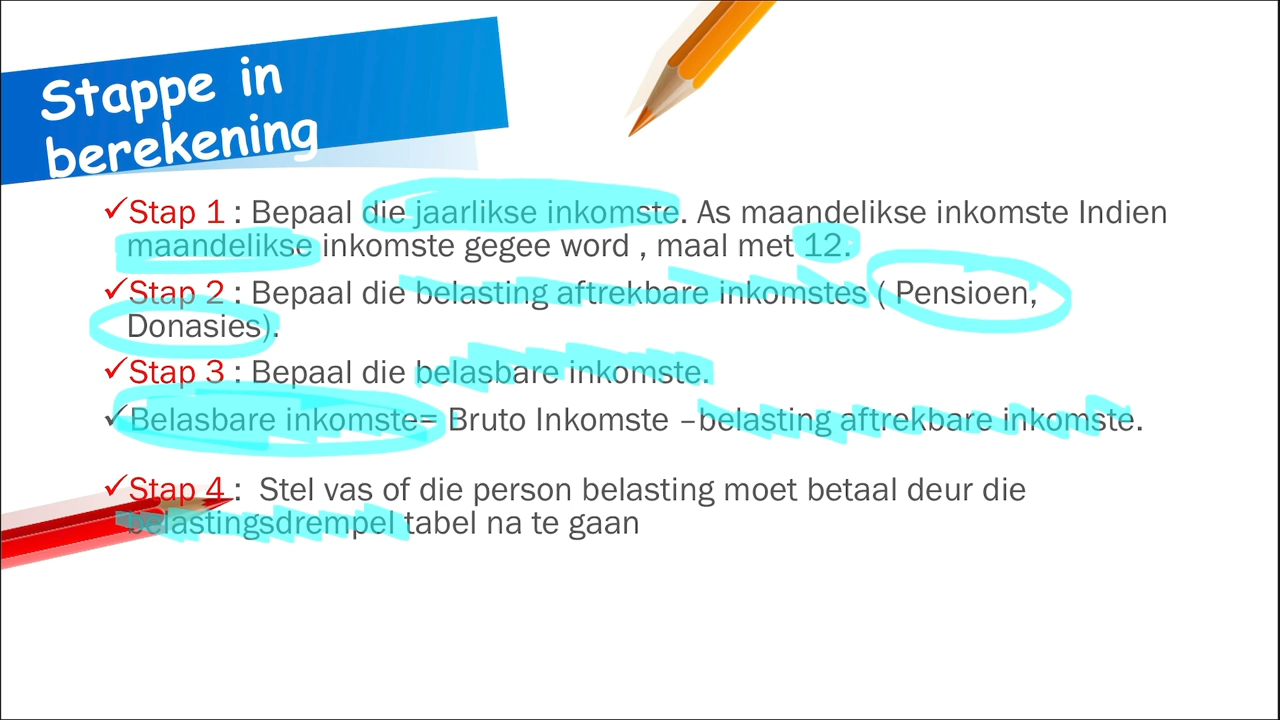 Stappe in
berekening
✓Stap 1 : Bepaal die jaarlikse inkomste. As maandelikse inkomste Indien
maandelikse inkomste gegee word , maal met 12.
✓Stap 2 : Bepaal die belasting aftrekbare inkomstes ( Pensioen,
Donasies).
✓Stap 3 : Bepaal die belasbare inkomste.
✓Belasbare inkomste= Bruto Inkomste –belasting aftrekbare inkomste.
✓Stap 4 : Stel vas of die person belasting moet betaal deur die
belastingsdrempel tabel na te gaan